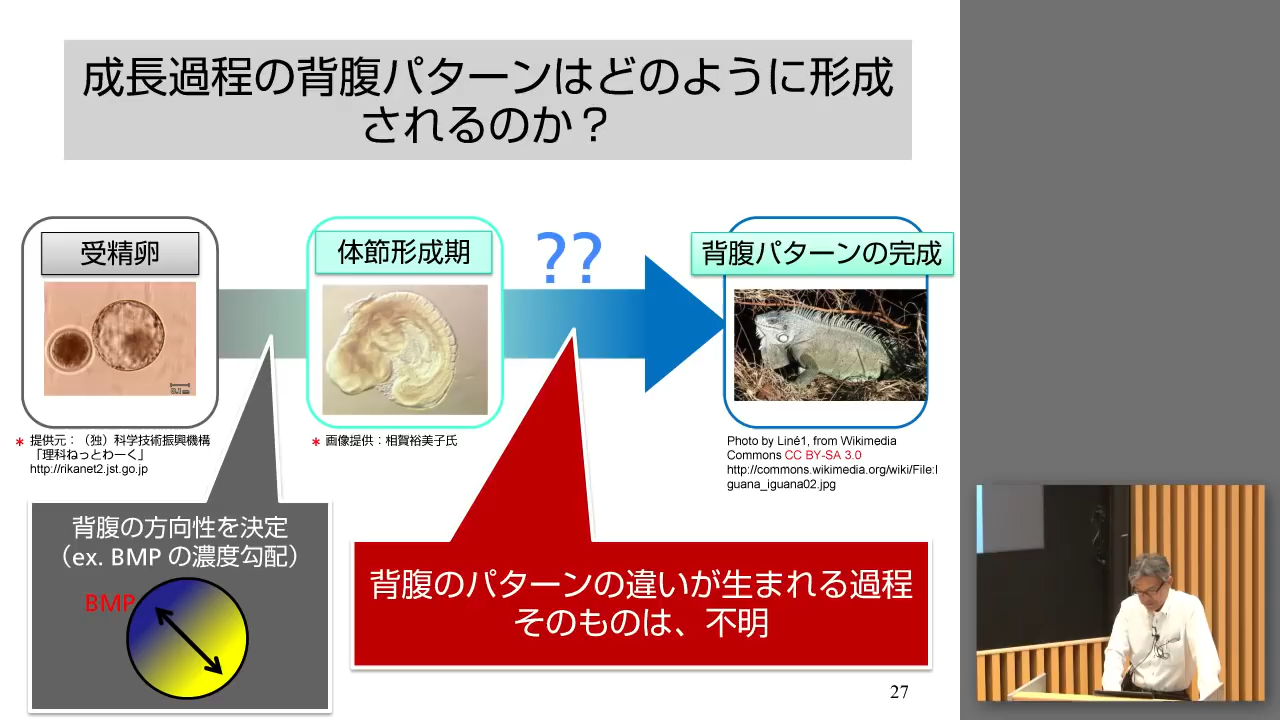 成長過程の背腹パターンはどのように形成
されるのか？
受精卵
体節形成期
??
背腹パターンの完成
* 提供元：（独）科学技術振興機構
「理科ねっとわーく」
http://rikanet2.jst.go.jp
* 画像提供：相賀裕美子氏
Photo by Liné1, from Wikimedia
Commons CC BY-SA 3.0
http://commons.wikimedia.org/wiki/File:I
guana_iguana02.jpg
背腹の方向性を決定
（ex. BMP の濃度勾配）
BMP
背腹のパターンの違いが生まれる過程
そのものは、不明
27